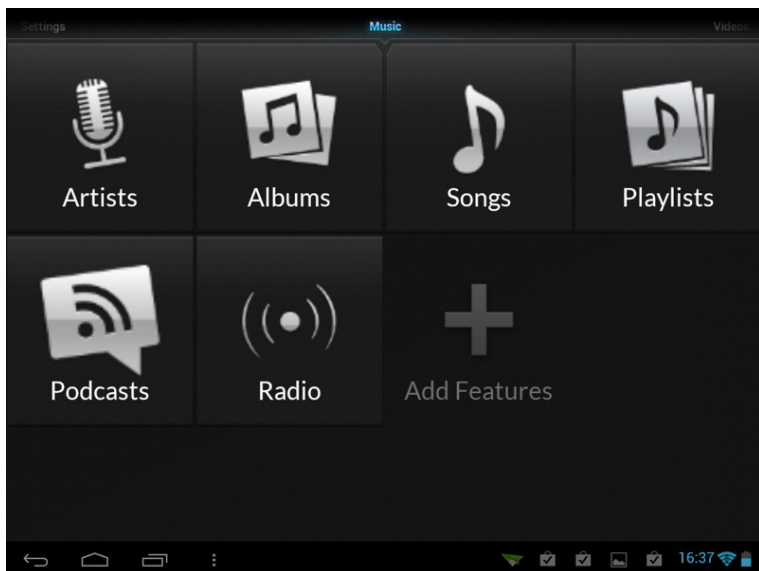 Settings Music Videos
Artists Albums Songs Playlists
Podcasts Radio Add Features
16:37